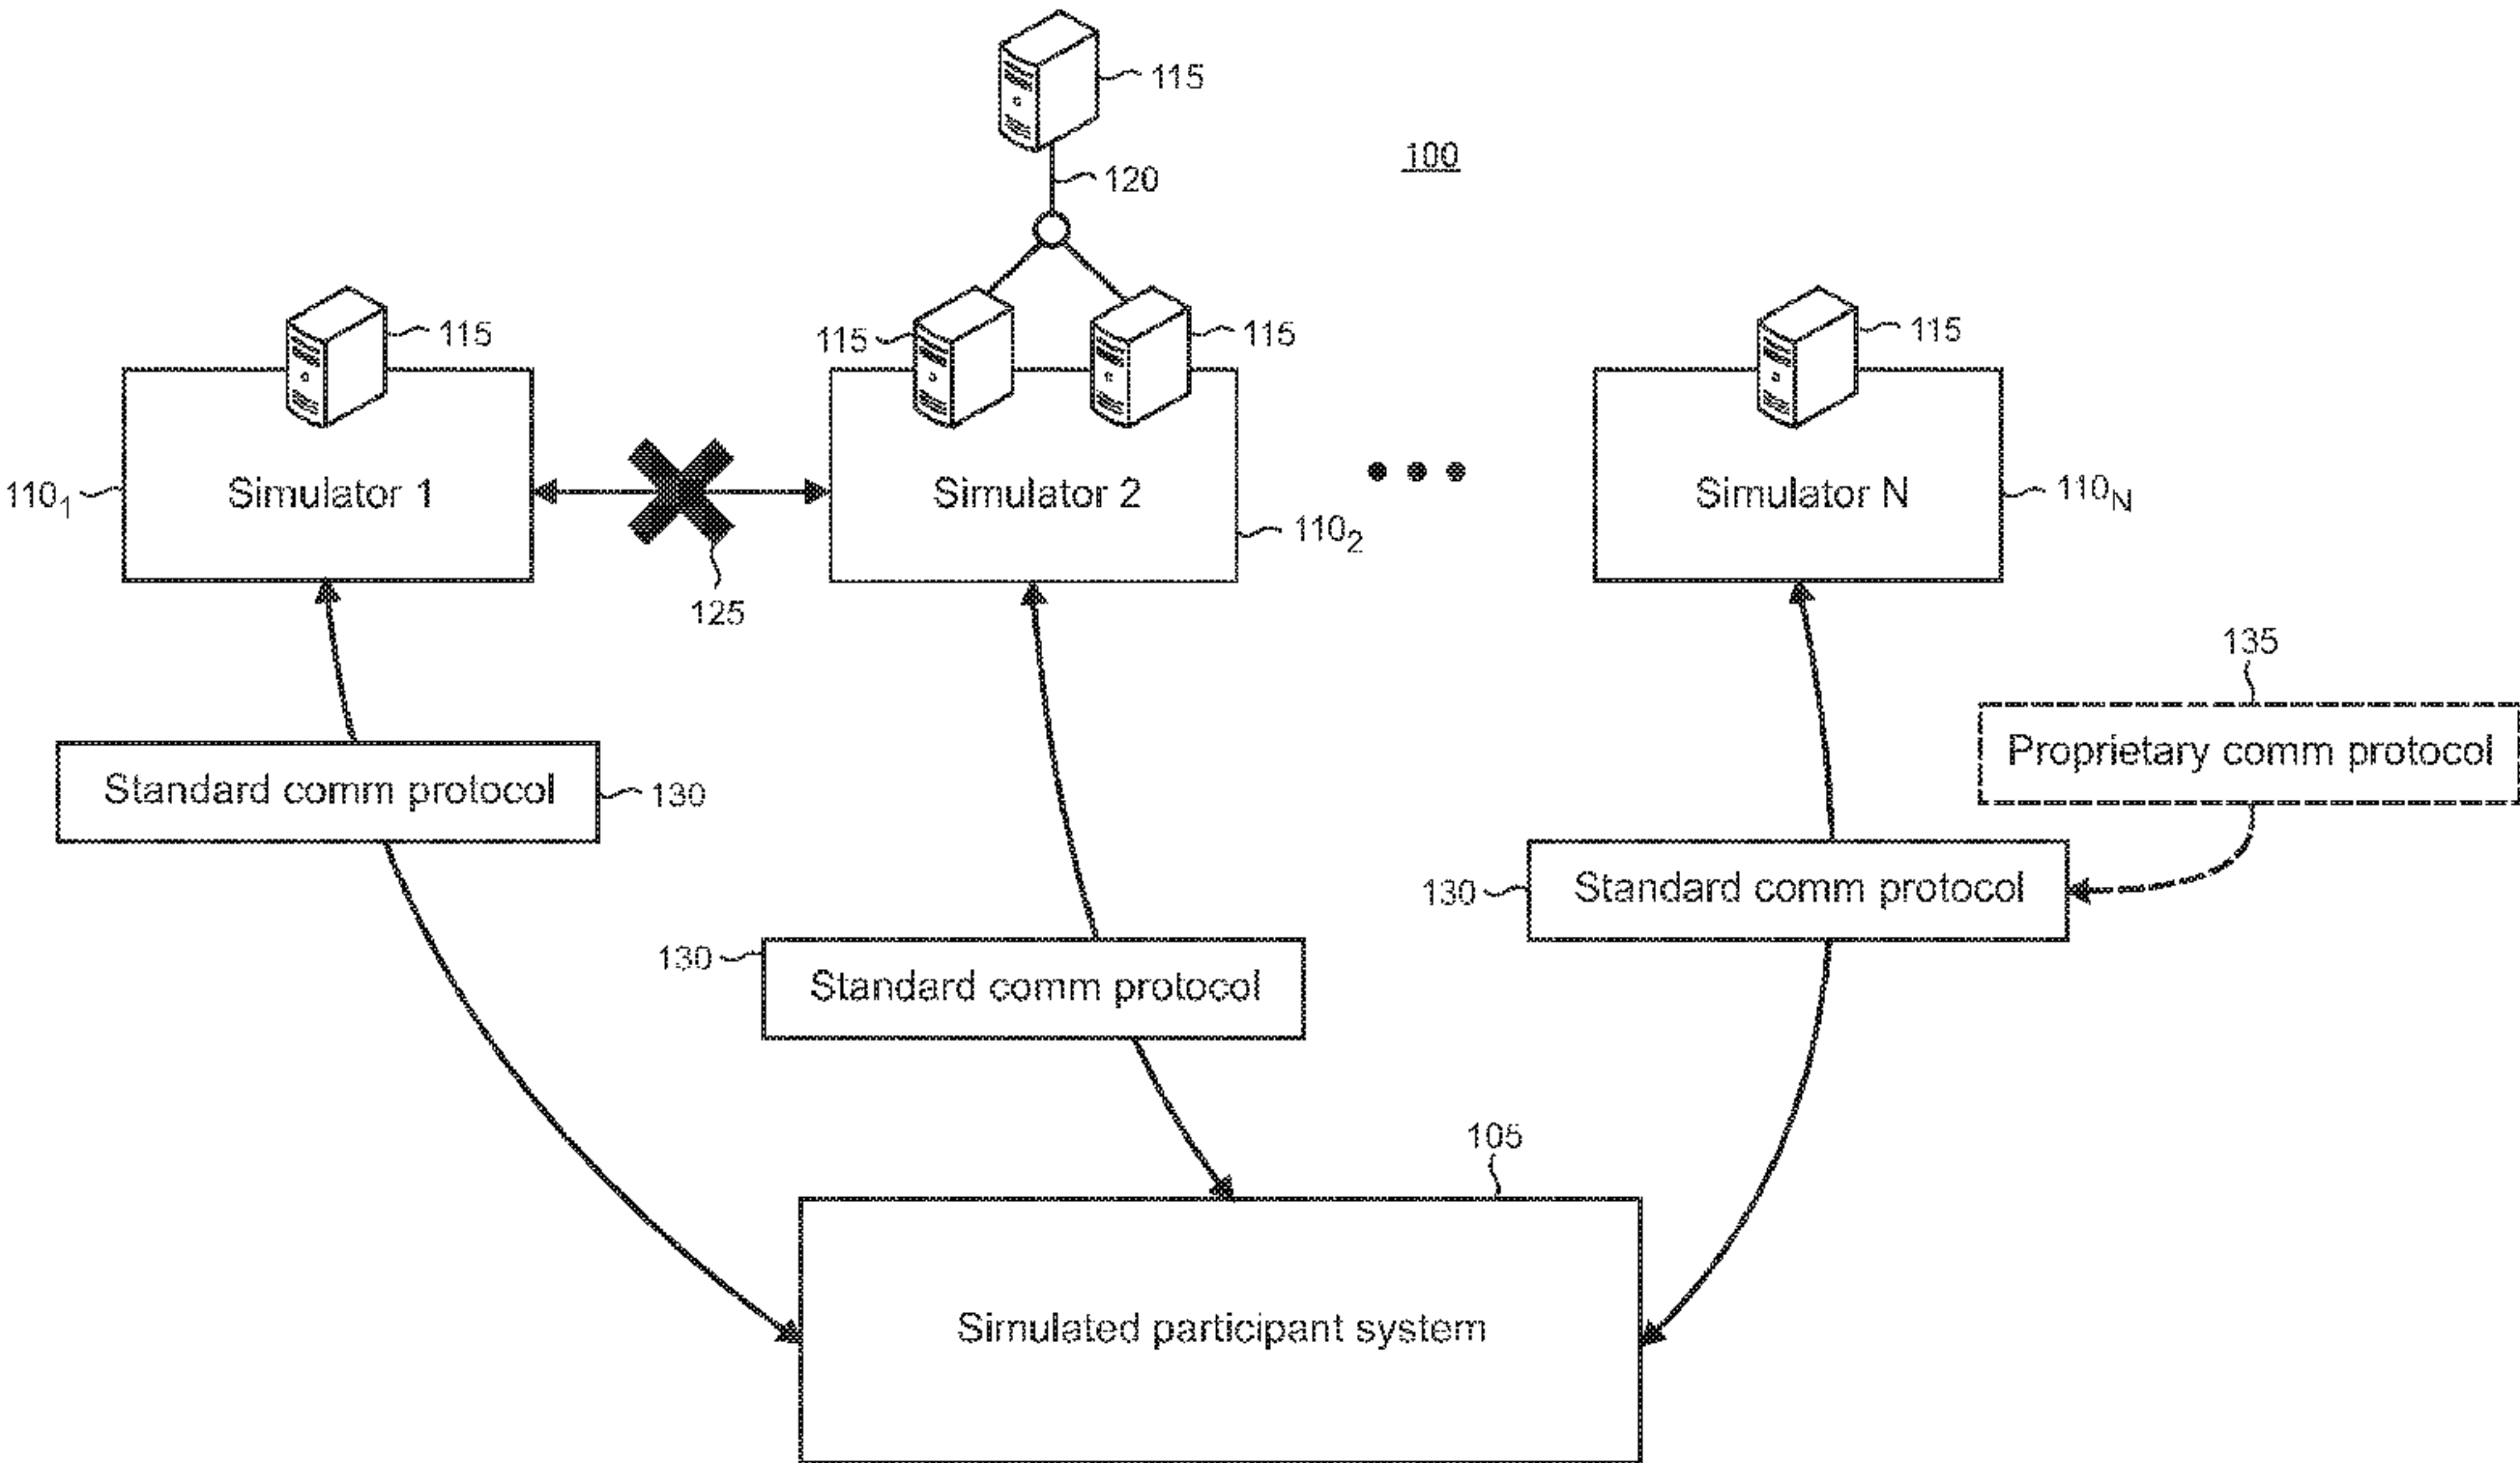 115
120
100
115
115
115
115
Simulator 1
Simulator 2
Simulator N
110₁
110₂
110_N
125
135
Proprietary comm protocol
Standard comm protocol
130
130
Standard comm protocol
130
Standard comm protocol
105
Simulated participant system